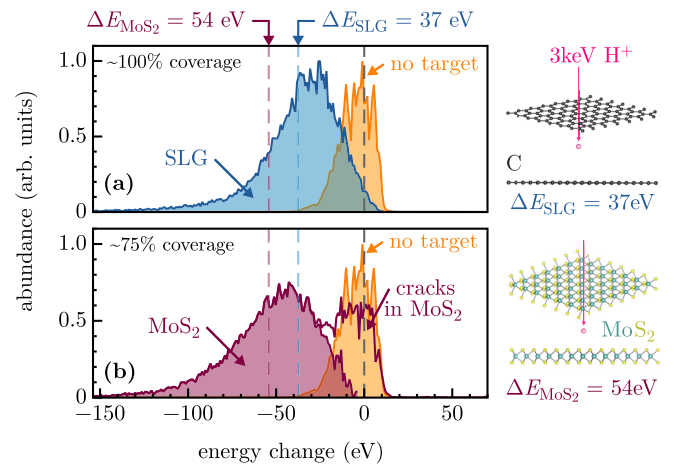 ΔE_MoS₂ = 54 eV
ΔE_SLG = 37 eV
abundance (arb. units)
1.0
0.5
0
~100% coverage
no target
SLG
(a)
1.0
0.5
0
~75% coverage
no target
cracks
in MoS₂
MoS₂
(b)
−150
−100
−50
0
50
energy change (eV)
3keV H⁺
C
ΔE_SLG = 37eV
MoS₂
ΔE_MoS₂ = 54eV